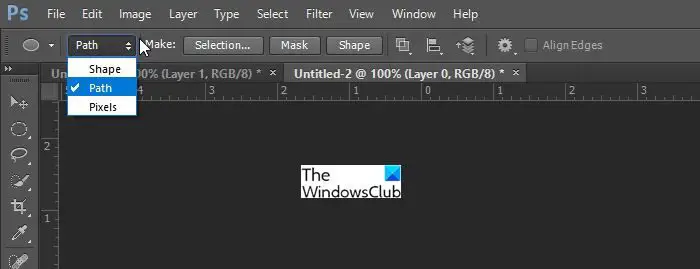 Ps File Edit Image Layer Type Select Filter View Window Help
Path Make: Selection... Mask Shape Align Edges
Un 100% (Layer 1, RGB/8) * × Untitled-2 @ 100% (Layer 0, RGB/8) * ×
Shape
Path
Pixels
5 4 3 2 1 0 1 2 3
2
1
The
WindowsClub